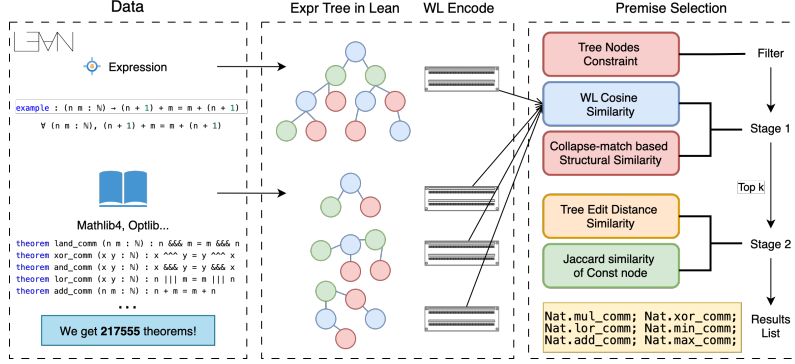 Data
LEAN
Expression
example : (n m : ℕ) → (n + 1) + m = m + (n + 1)
∀ (n m : ℕ), (n + 1) + m = m + (n + 1)
Mathlib4, Optlib...
theorem land_comm (n m : ℕ) : n &&& m = m &&& n
theorem xor_comm (x y : ℕ) : x ^^^ y = y ^^^ x
theorem and_comm (x y : ℕ) : x &&& y = y &&& x
theorem lor_comm (n m : ℕ) : n ||| m = m ||| n
theorem add_comm (n m : ℕ) : n + m = m + n
...
We get 217555 theorems!
Expr Tree in Lean
WL Encode
Premise Selection
Tree Nodes
Constraint
Filter
WL Cosine
Similarity
Stage 1
Collapse-match based
Structural Similarity
Top k
Tree Edit Distance
Similarity
Stage 2
Jaccard similarity
of Const node
Nat.mul_comm; Nat.xor_comm;
Nat.lor_comm; Nat.min_comm;
Nat.add_comm; Nat.max_comm;
Results
List